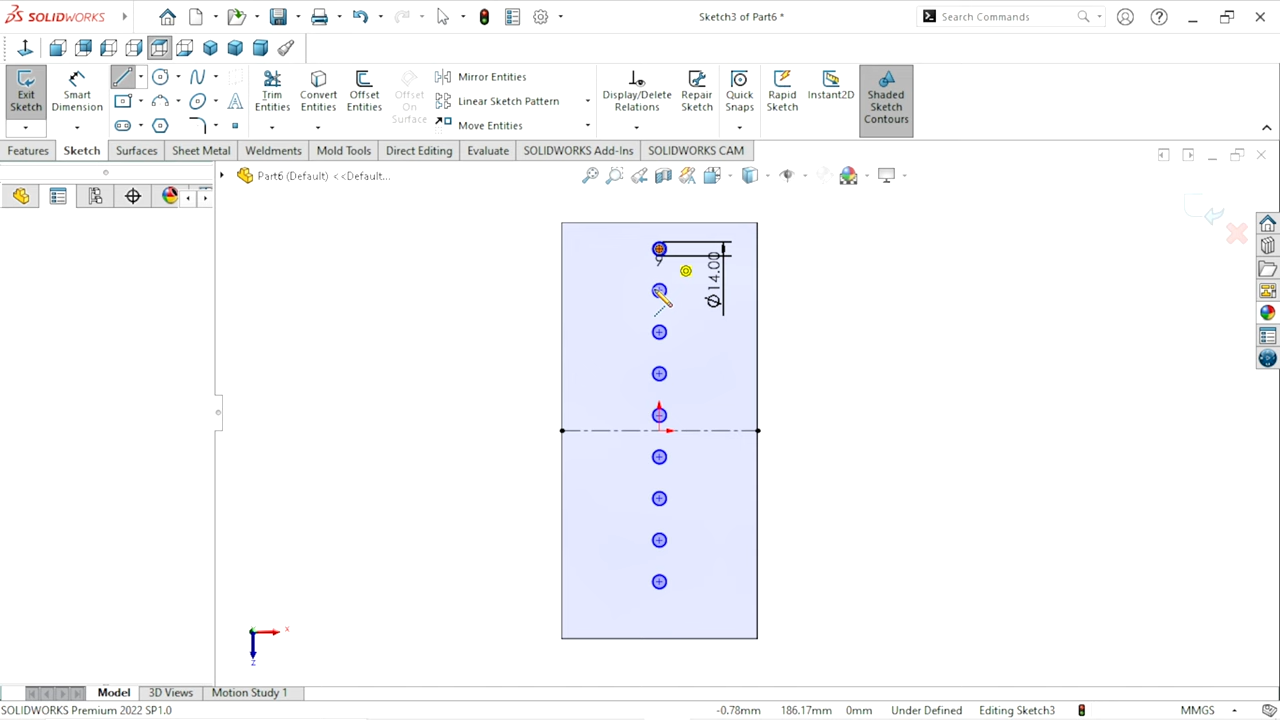 SOLIDWORKS
Sketch3 of Part6 *
Search Commands
Exit Sketch
Smart Dimension
Trim Entities
Convert Entities
Offset Entities
Offset On Surface
Mirror Entities
Linear Sketch Pattern
Move Entities
Display/Delete Relations
Repair Sketch
Quick Snaps
Rapid Sketch
Instant2D
Shaded Sketch Contours
Features
Sketch
Surfaces
Sheet Metal
Weldments
Mold Tools
Direct Editing
Evaluate
SOLIDWORKS Add-Ins
SOLIDWORKS CAM
Part6 (Default) <<Default...
9
Ø14.00
x
z
Model
3D Views
Motion Study 1
SOLIDWORKS Premium 2022 SP1.0
-0.78mm
186.17mm
0mm
Under Defined
Editing Sketch3
MMGS